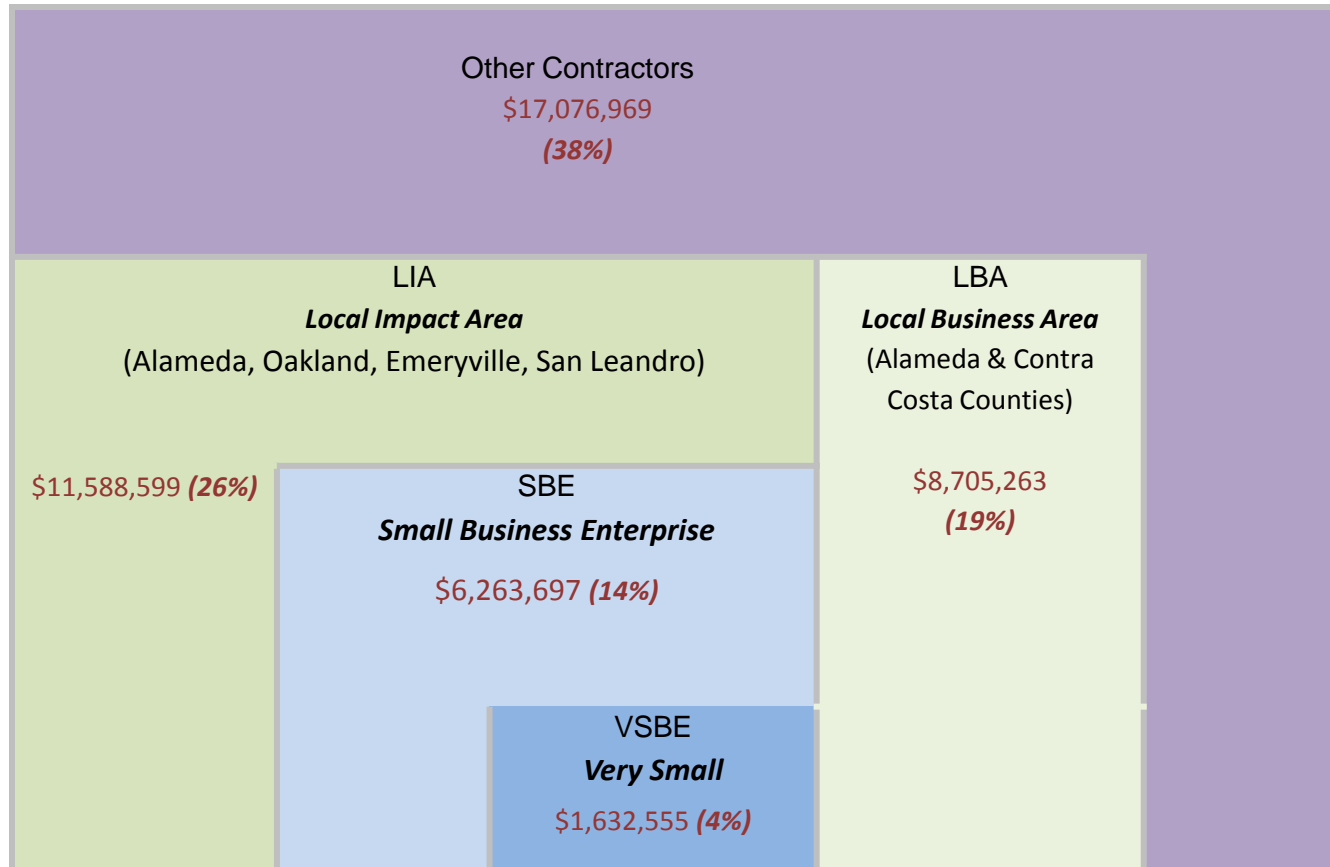 Other Contractors
$17,076,969
(38%)
LIA
Local Impact Area
(Alameda, Oakland, Emeryville, San Leandro)
$11,588,599 (26%)
SBE
Small Business Enterprise
$6,263,697 (14%)
VSBE
Very Small
$1,632,555 (4%)
LBA
Local Business Area
(Alameda & Contra
Costa Counties)
$8,705,263
(19%)